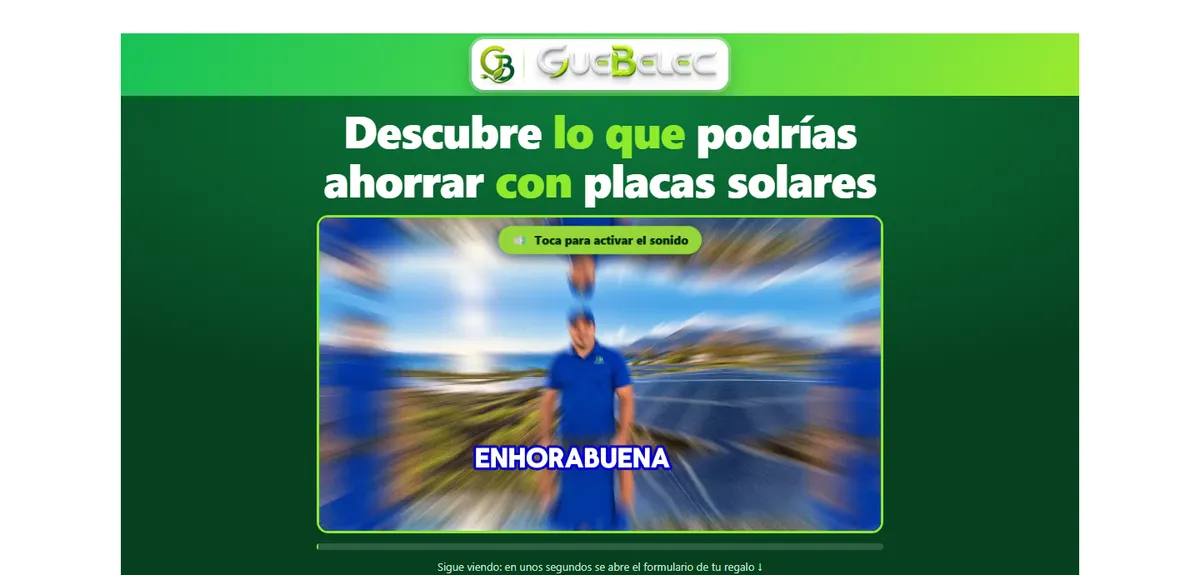 GB GUEBELEC
Descubre lo que podrías
ahorrar con placas solares
Toca para activar el sonido
ENHORABUENA
Sigue viendo: en unos segundos se abre el formulario de tu regalo ↓